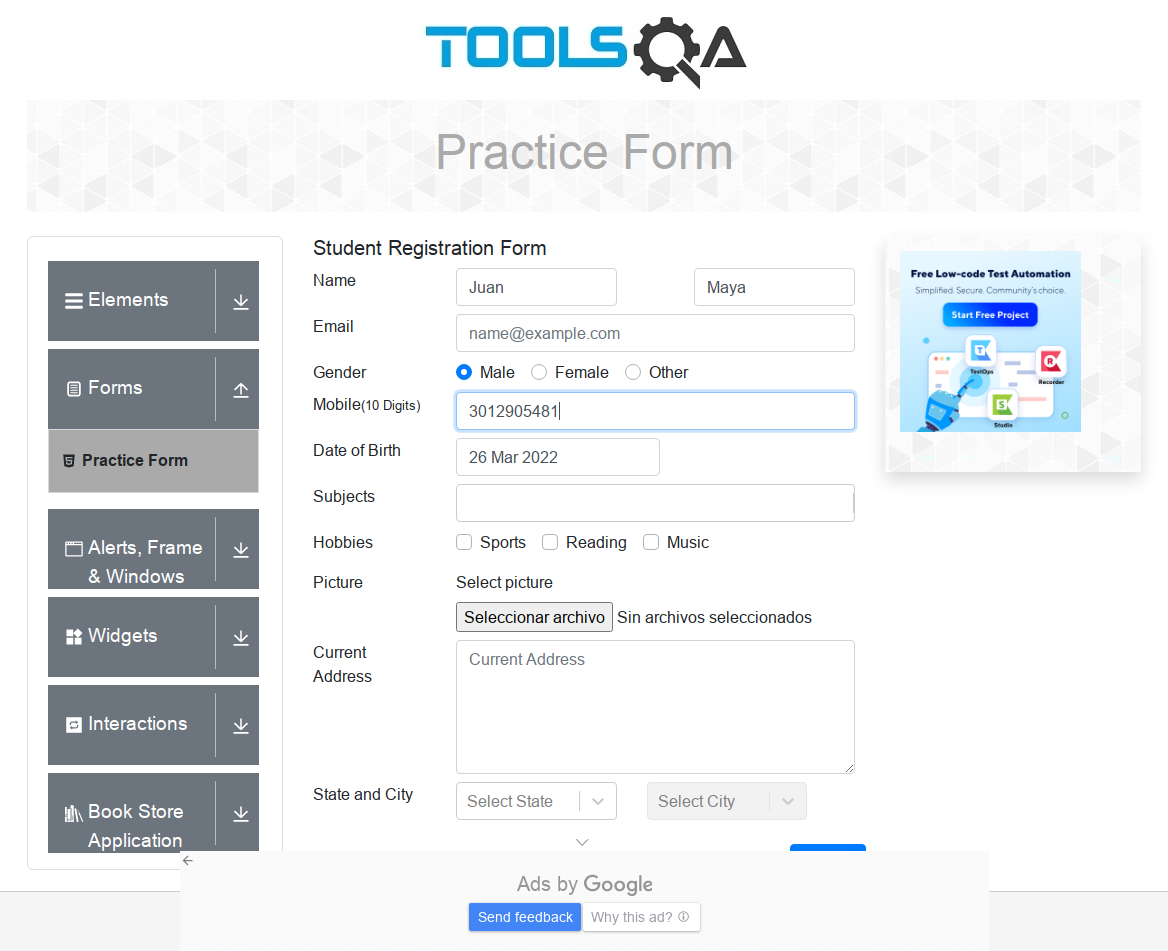 TOOLSQA
Practice Form
Elements
Forms
Practice Form
Alerts, Frame
& Windows
Widgets
Interactions
Book Store
Application
Student Registration Form
Name
Juan
Maya
Email
name@example.com
Gender
Male
Female
Other
Mobile(10 Digits)
3012905481
Date of Birth
26 Mar 2022
Subjects
Hobbies
Sports
Reading
Music
Picture
Select picture
Seleccionar archivo Sin archivos seleccionados
Current
Address
Current Address
State and City
Select State
Select City
Free Low-code Test Automation
Simplified. Secure. Community's choice.
Start Free Project
TestOps
Recorder
Studio
Ads by Google
Send feedback
Why this ad?